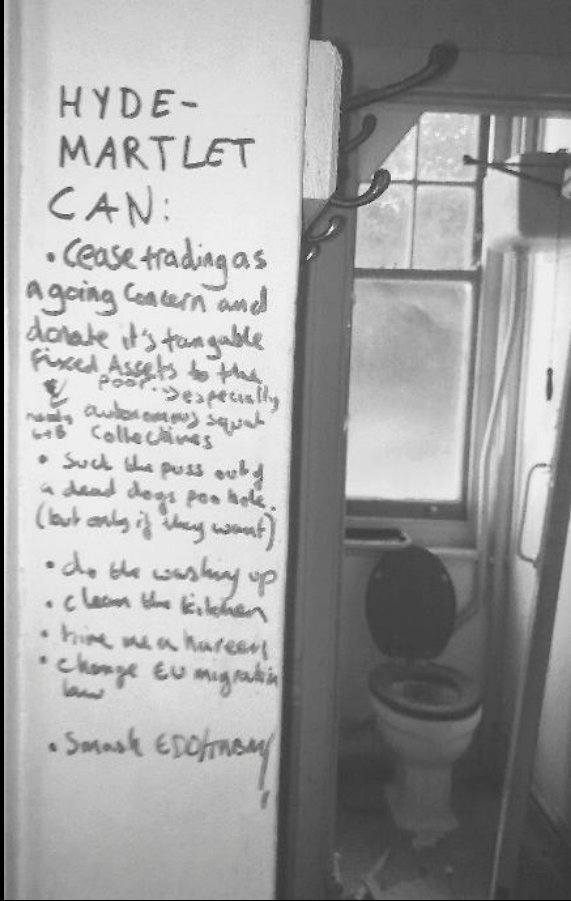 HYDE-
MARTLET
CAN:
• Cease trading as
a going Concern and
donate it's tangable
Fixed Assets to the
poor → especially
autonomous squat
Collectives
• Suck the puss out of
a dead dogs poo hole.
(but only if they want)
• do the washing up
• clean the kitchen
• hire me a hareem
• change EU migration
law
• Smash EDO/